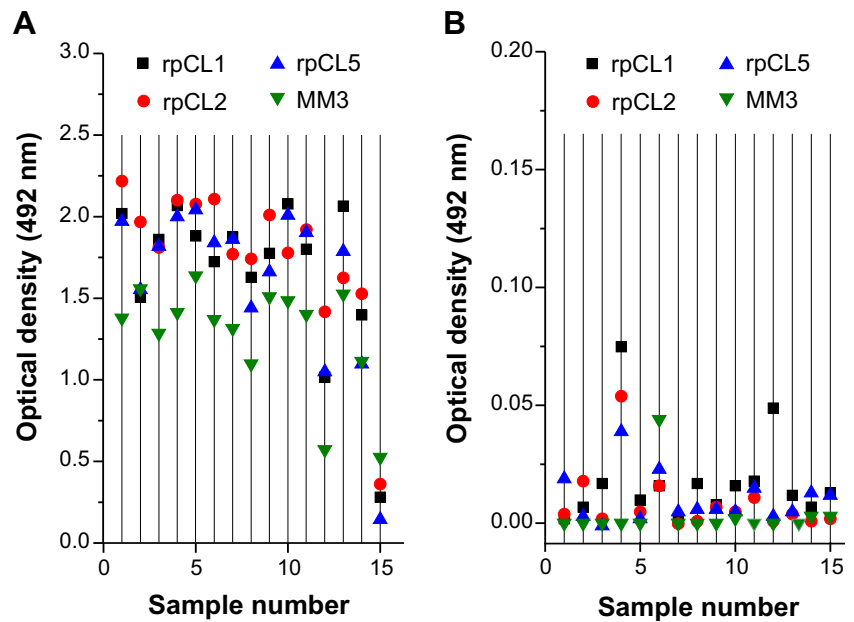 A
3.0
2.5
2.0
1.5
1.0
0.5
0.0
Optical density (492 nm)
rpCL1
rpCL2
rpCL5
MM3
0
5
10
15
Sample number
B
0.20
0.15
0.10
0.05
0.00
Optical density (492 nm)
rpCL1
rpCL2
rpCL5
MM3
0
5
10
15
Sample number